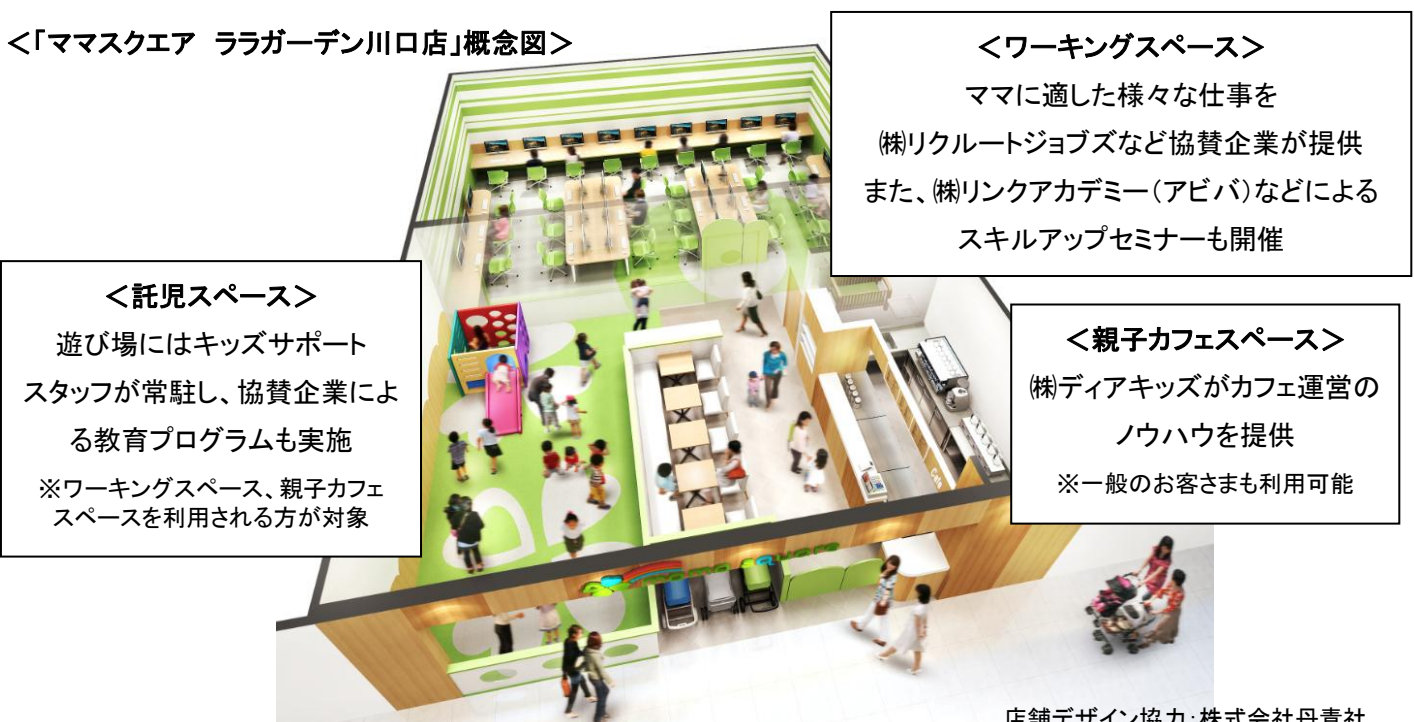 ＜「ママスクエア ララガーデン川口店」概念図＞
＜ワーキングスペース＞
ママに適した様々な仕事を
㈱リクルートジョブズなど協賛企業が提供
また、㈱リンクアカデミー（アビバ）などによる
スキルアップセミナーも開催
＜託児スペース＞
遊び場にはキッズサポート
スタッフが常駐し、協賛企業によ
る教育プログラムも実施
※ワーキングスペース、親子カフェ
スペースを利用される方が対象
＜親子カフェスペース＞
㈱ディアキッズがカフェ運営の
ノウハウを提供
※一般のお客さまも利用可能
Cafe
mama square
店舗デザイン協力：株式会社丹青社